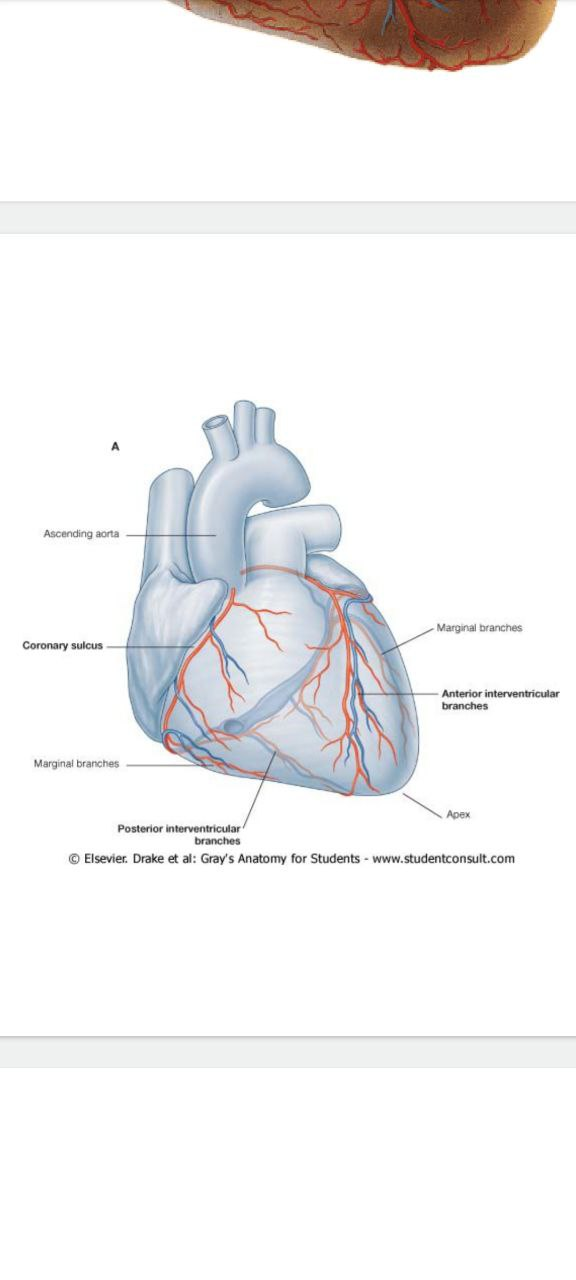 A
Ascending aorta
Marginal branches
Coronary sulcus
Anterior interventricular
branches
Marginal branches
Apex
Posterior interventricular
branches
© Elsevier. Drake et al: Gray's Anatomy for Students - www.studentconsult.com